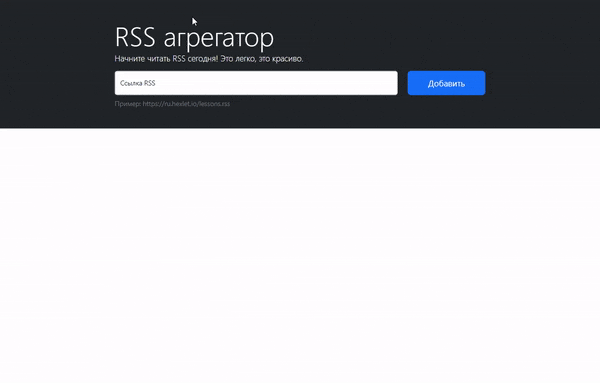 RSS агрегатор
Начните читать RSS сегодня! Это легко, это красиво.
Ссылка RSS
Добавить
Пример: https://ru.hexlet.io/lessons.rss